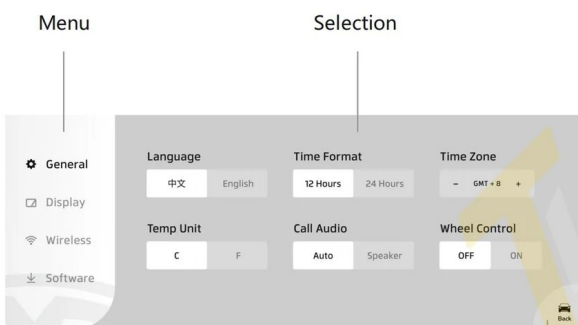 Menu
Selection
General
Display
Wireless
Software
Language
中文 English
Time Format
12 Hours 24 Hours
Time Zone
- GMT + 8 +
Temp Unit
C F
Call Audio
Auto Speaker
Wheel Control
OFF ON
Back